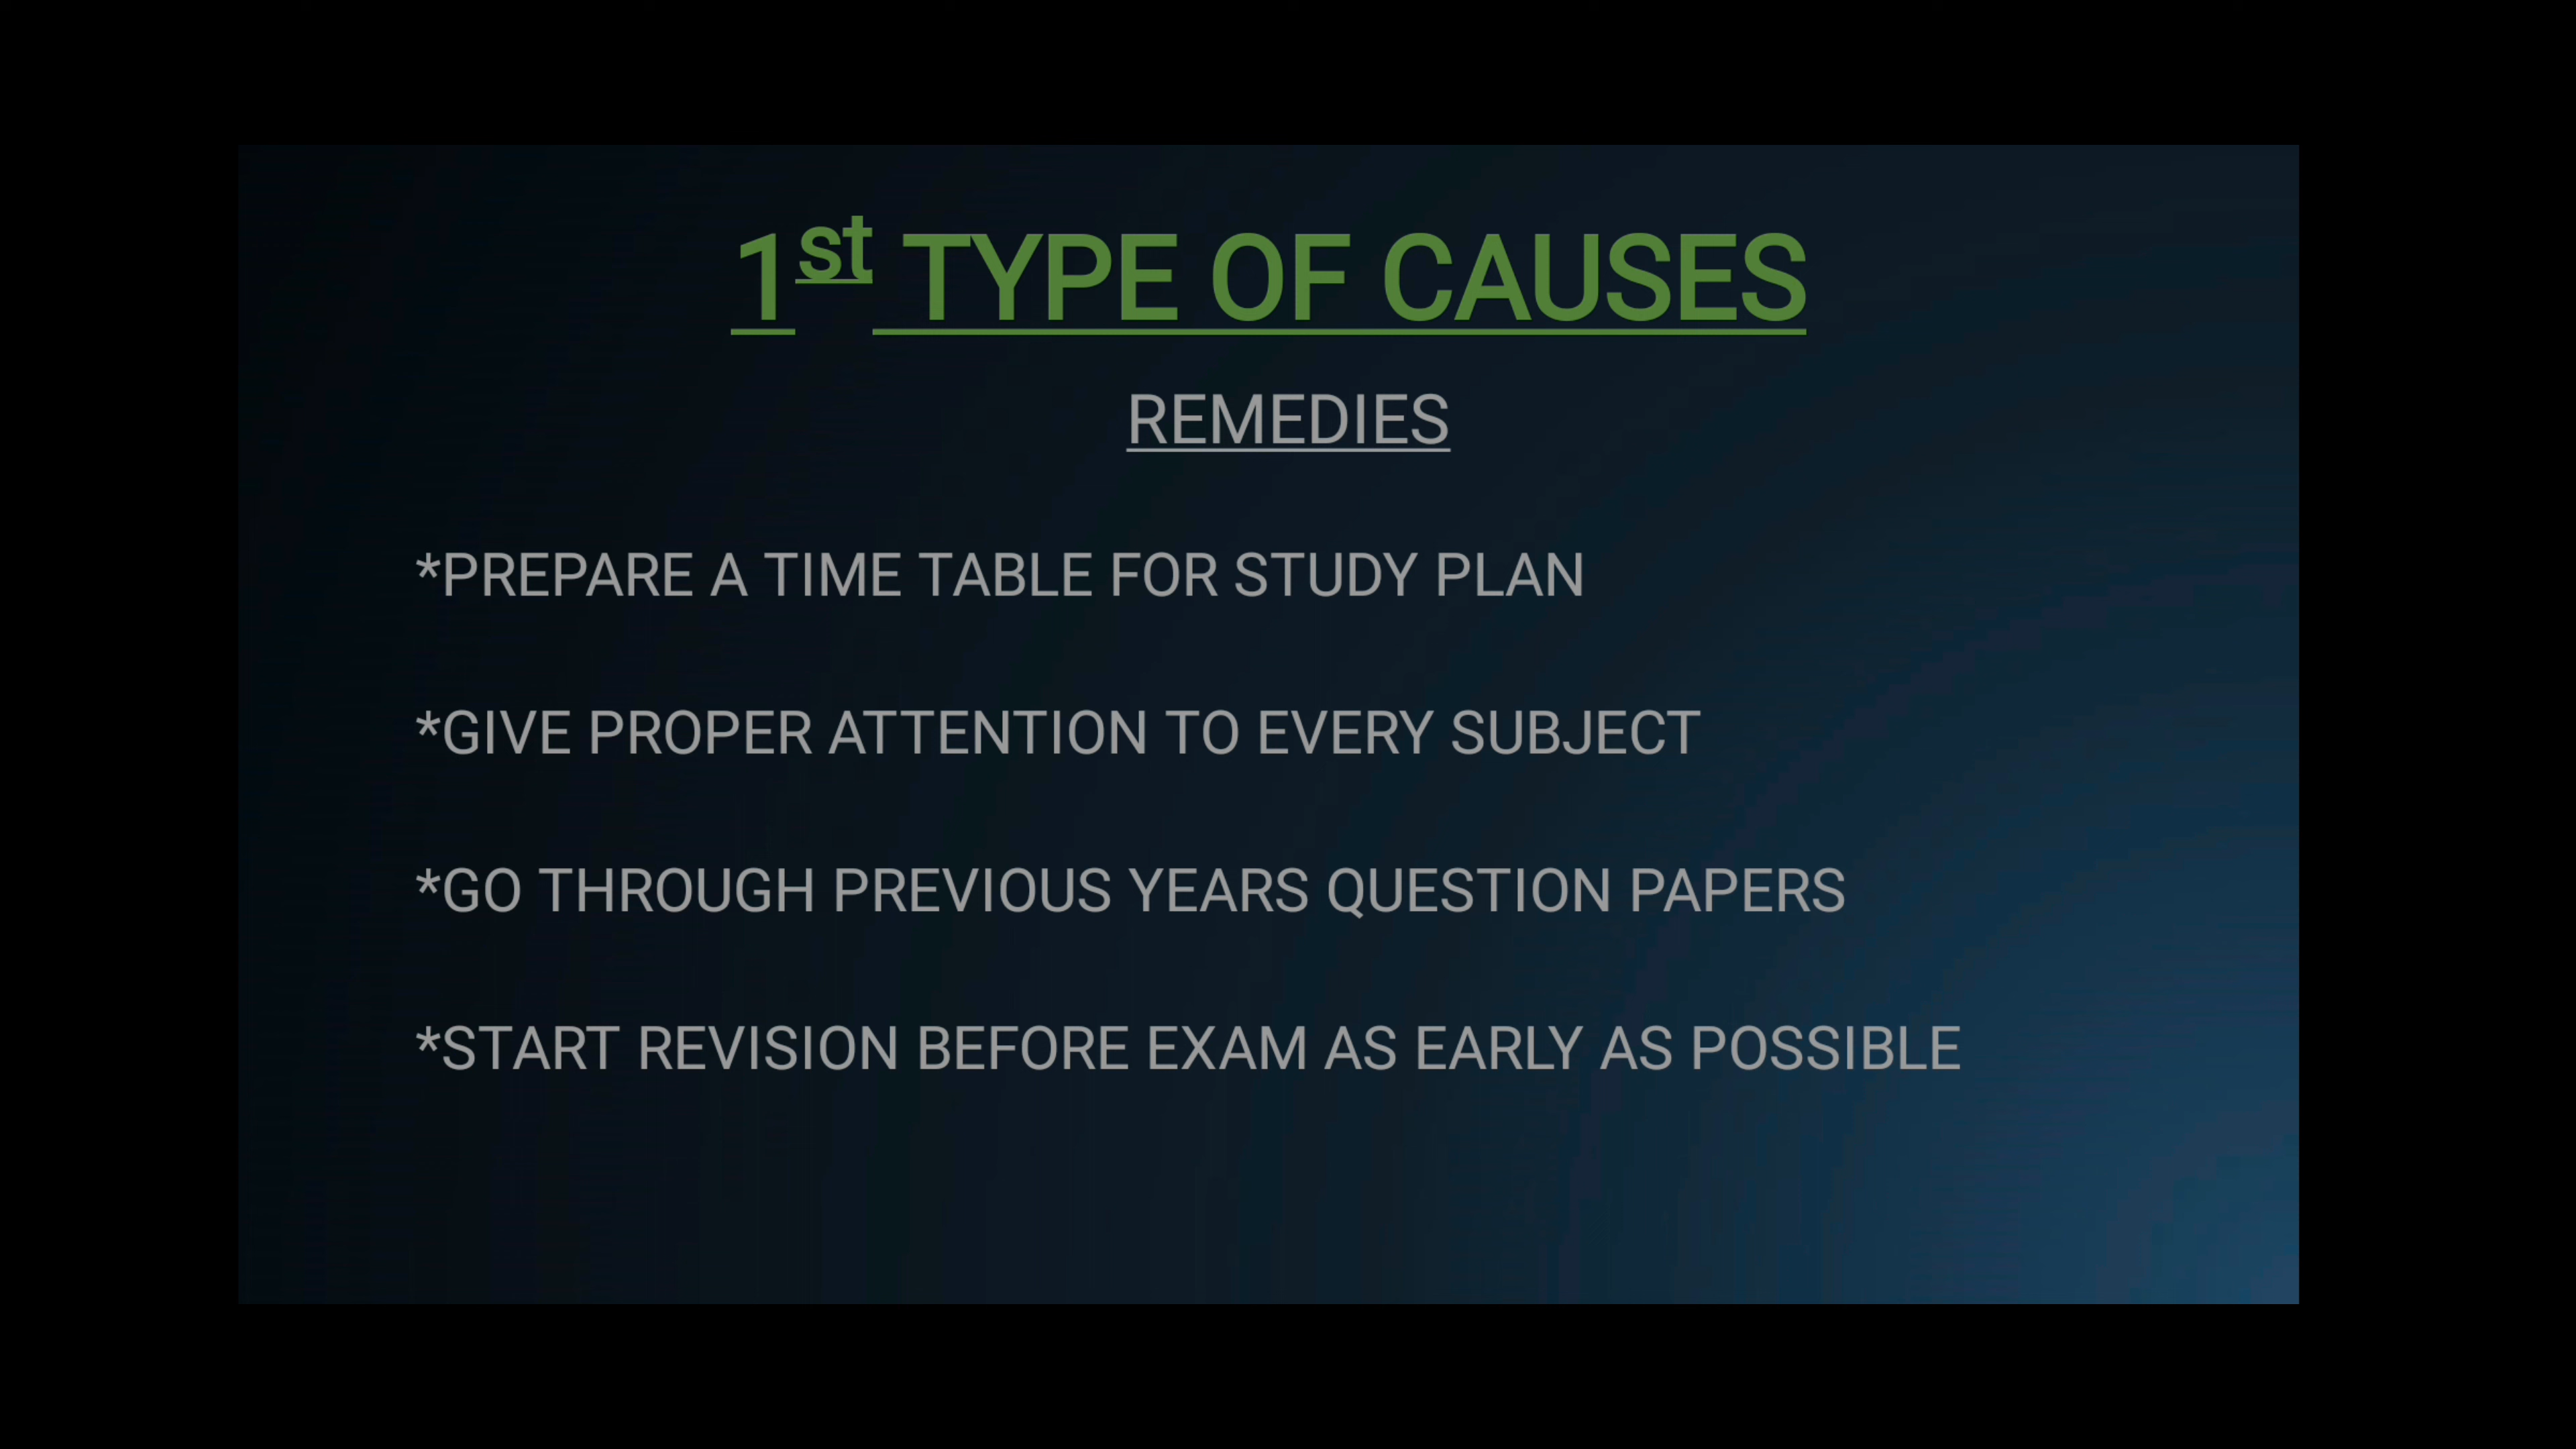 1st TYPE OF CAUSES
REMEDIES
*PREPARE A TIME TABLE FOR STUDY PLAN
*GIVE PROPER ATTENTION TO EVERY SUBJECT
*GO THROUGH PREVIOUS YEARS QUESTION PAPERS
*START REVISION BEFORE EXAM AS EARLY AS POSSIBLE